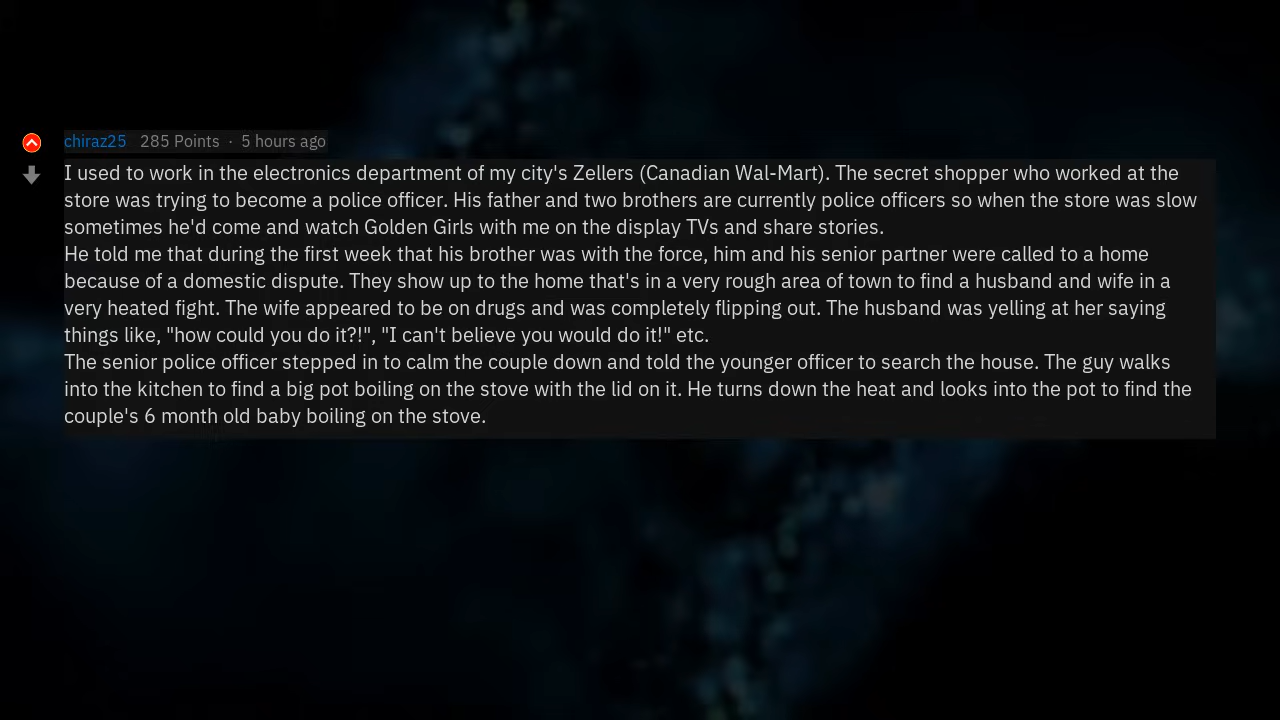 chiraz25 285 Points · 5 hours ago
I used to work in the electronics department of my city's Zellers (Canadian Wal-Mart). The secret shopper who worked at the
store was trying to become a police officer. His father and two brothers are currently police officers so when the store was slow
sometimes he'd come and watch Golden Girls with me on the display TVs and share stories.
He told me that during the first week that his brother was with the force, him and his senior partner were called to a home
because of a domestic dispute. They show up to the home that's in a very rough area of town to find a husband and wife in a
very heated fight. The wife appeared to be on drugs and was completely flipping out. The husband was yelling at her saying
things like, "how could you do it?!", "I can't believe you would do it!" etc.
The senior police officer stepped in to calm the couple down and told the younger officer to search the house. The guy walks
into the kitchen to find a big pot boiling on the stove with the lid on it. He turns down the heat and looks into the pot to find the
couple's 6 month old baby boiling on the stove.